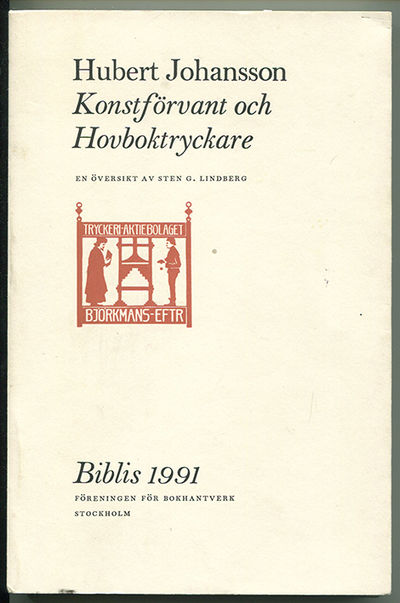 Hubert Johansson
Konstförvant och
Hovboktryckare
EN ÖVERSIKT AV STEN G. LINDBERG
TRYCKERI-AKTIEBOLAGET
BJÖRKMANS-EFTR
Biblis 1991
FÖRENINGEN FÖR BOKHANTVERK
STOCKHOLM